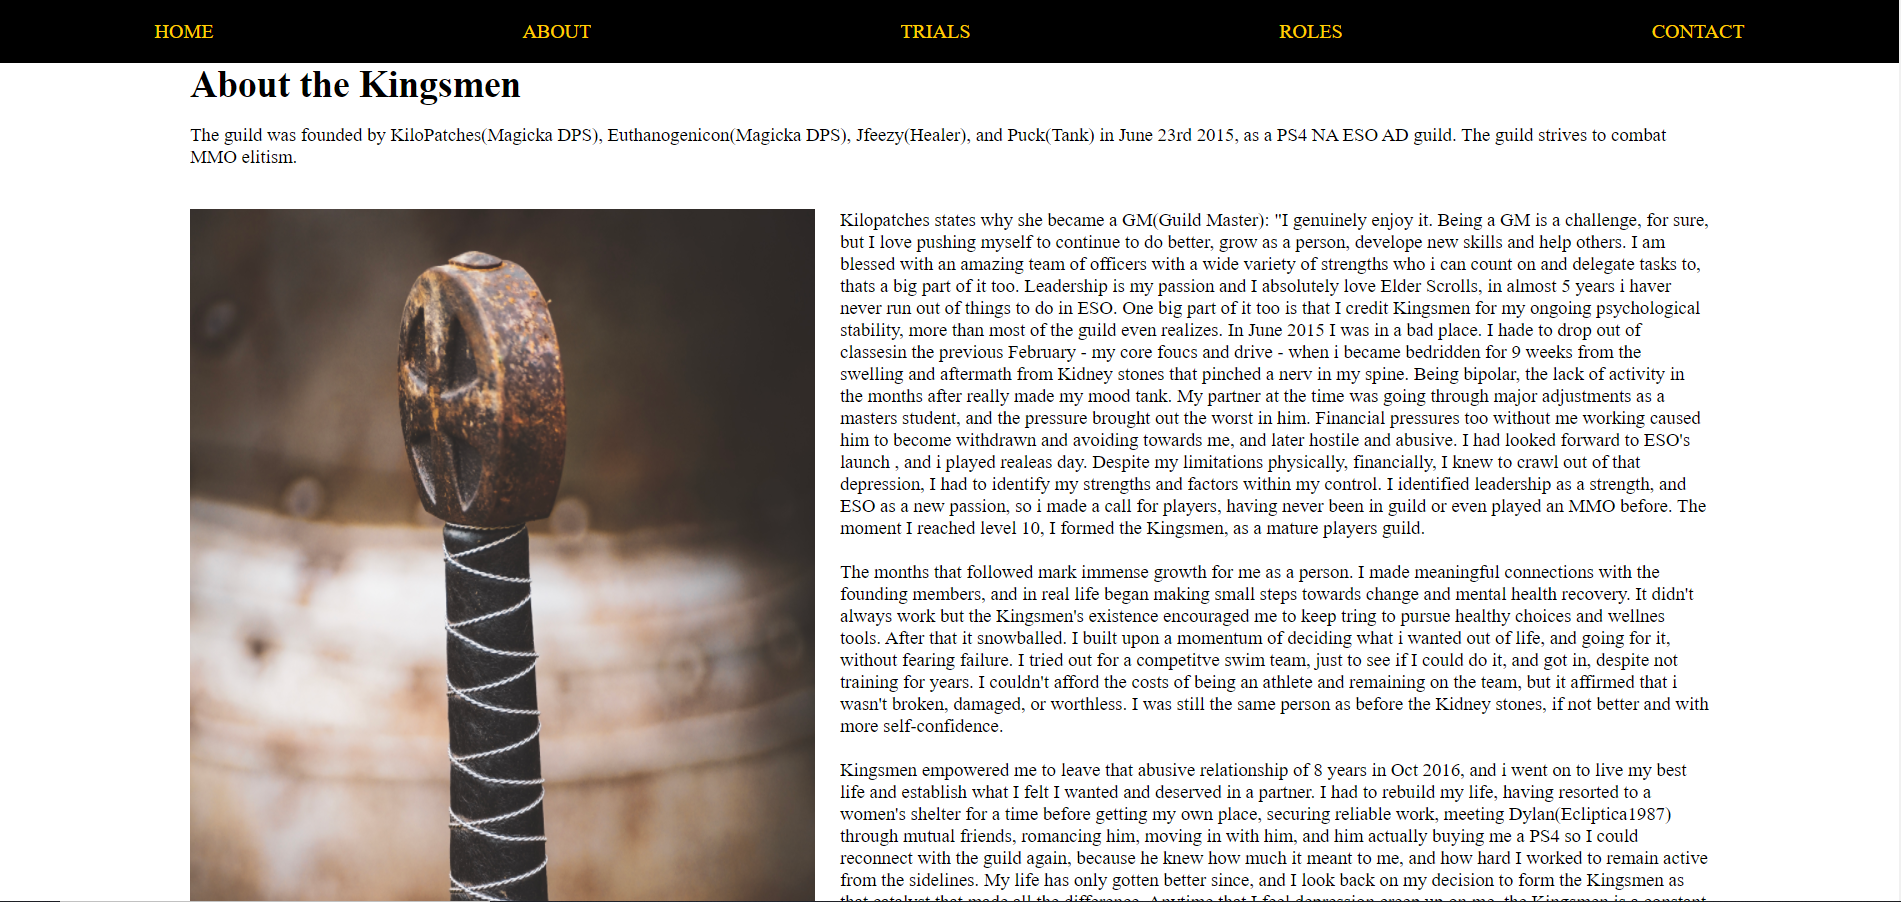 HOME ABOUT TRIALS ROLES CONTACT
About the Kingsmen
The guild was founded by KiloPatches(Magicka DPS), Euthanogenicon(Magicka DPS), Jfeezy(Healer), and Puck(Tank) in June 23rd 2015, as a PS4 NA ESO AD guild. The guild strives to combat
MMO elitism.
Kilopatches states why she became a GM(Guild Master): "I genuinely enjoy it. Being a GM is a challenge, for sure,
but I love pushing myself to continue to do better, grow as a person, develope new skills and help others. I am
blessed with an amazing team of officers with a wide variety of strengths who i can count on and delegate tasks to,
thats a big part of it too. Leadership is my passion and I absolutely love Elder Scrolls, in almost 5 years i haver
never run out of things to do in ESO. One big part of it too is that I credit Kingsmen for my ongoing psychological
stability, more than most of the guild even realizes. In June 2015 I was in a bad place. I hade to drop out of
classesin the previous February - my core foucs and drive - when i became bedridden for 9 weeks from the
swelling and aftermath from Kidney stones that pinched a nerv in my spine. Being bipolar, the lack of activity in
the months after really made my mood tank. My partner at the time was going through major adjustments as a
masters student, and the pressure brought out the worst in him. Financial pressures too without me working caused
him to become withdrawn and avoiding towards me, and later hostile and abusive. I had looked forward to ESO's
launch , and i played realeas day. Despite my limitations physically, financially, I knew to crawl out of that
depression, I had to identify my strengths and factors within my control. I identified leadership as a strength, and
ESO as a new passion, so i made a call for players, having never been in guild or even played an MMO before. The
moment I reached level 10, I formed the Kingsmen, as a mature players guild.
The months that followed mark immense growth for me as a person. I made meaningful connections with the
founding members, and in real life began making small steps towards change and mental health recovery. It didn't
always work but the Kingsmen's existence encouraged me to keep tring to pursue healthy choices and wellnes
tools. After that it snowballed. I built upon a momentum of deciding what i wanted out of life, and going for it,
without fearing failure. I tried out for a competitve swim team, just to see if I could do it, and got in, despite not
training for years. I couldn't afford the costs of being an athlete and remaining on the team, but it affirmed that i
wasn't broken, damaged, or worthless. I was still the same person as before the Kidney stones, if not better and with
more self-confidence.
Kingsmen empowered me to leave that abusive relationship of 8 years in Oct 2016, and i went on to live my best
life and establish what I felt I wanted and deserved in a partner. I had to rebuild my life, having resorted to a
women's shelter for a time before getting my own place, securing reliable work, meeting Dylan(Ecliptica1987)
through mutual friends, romancing him, moving in with him, and him actually buying me a PS4 so I could
reconnect with the guild again, because he knew how much it meant to me, and how hard I worked to remain active
from the sidelines. My life has only gotten better since, and I look back on my decision to form the Kingsmen as
that catalyst that made all the difference. Anytime that I feel depression creep up on me, the Kingsmen is a constant